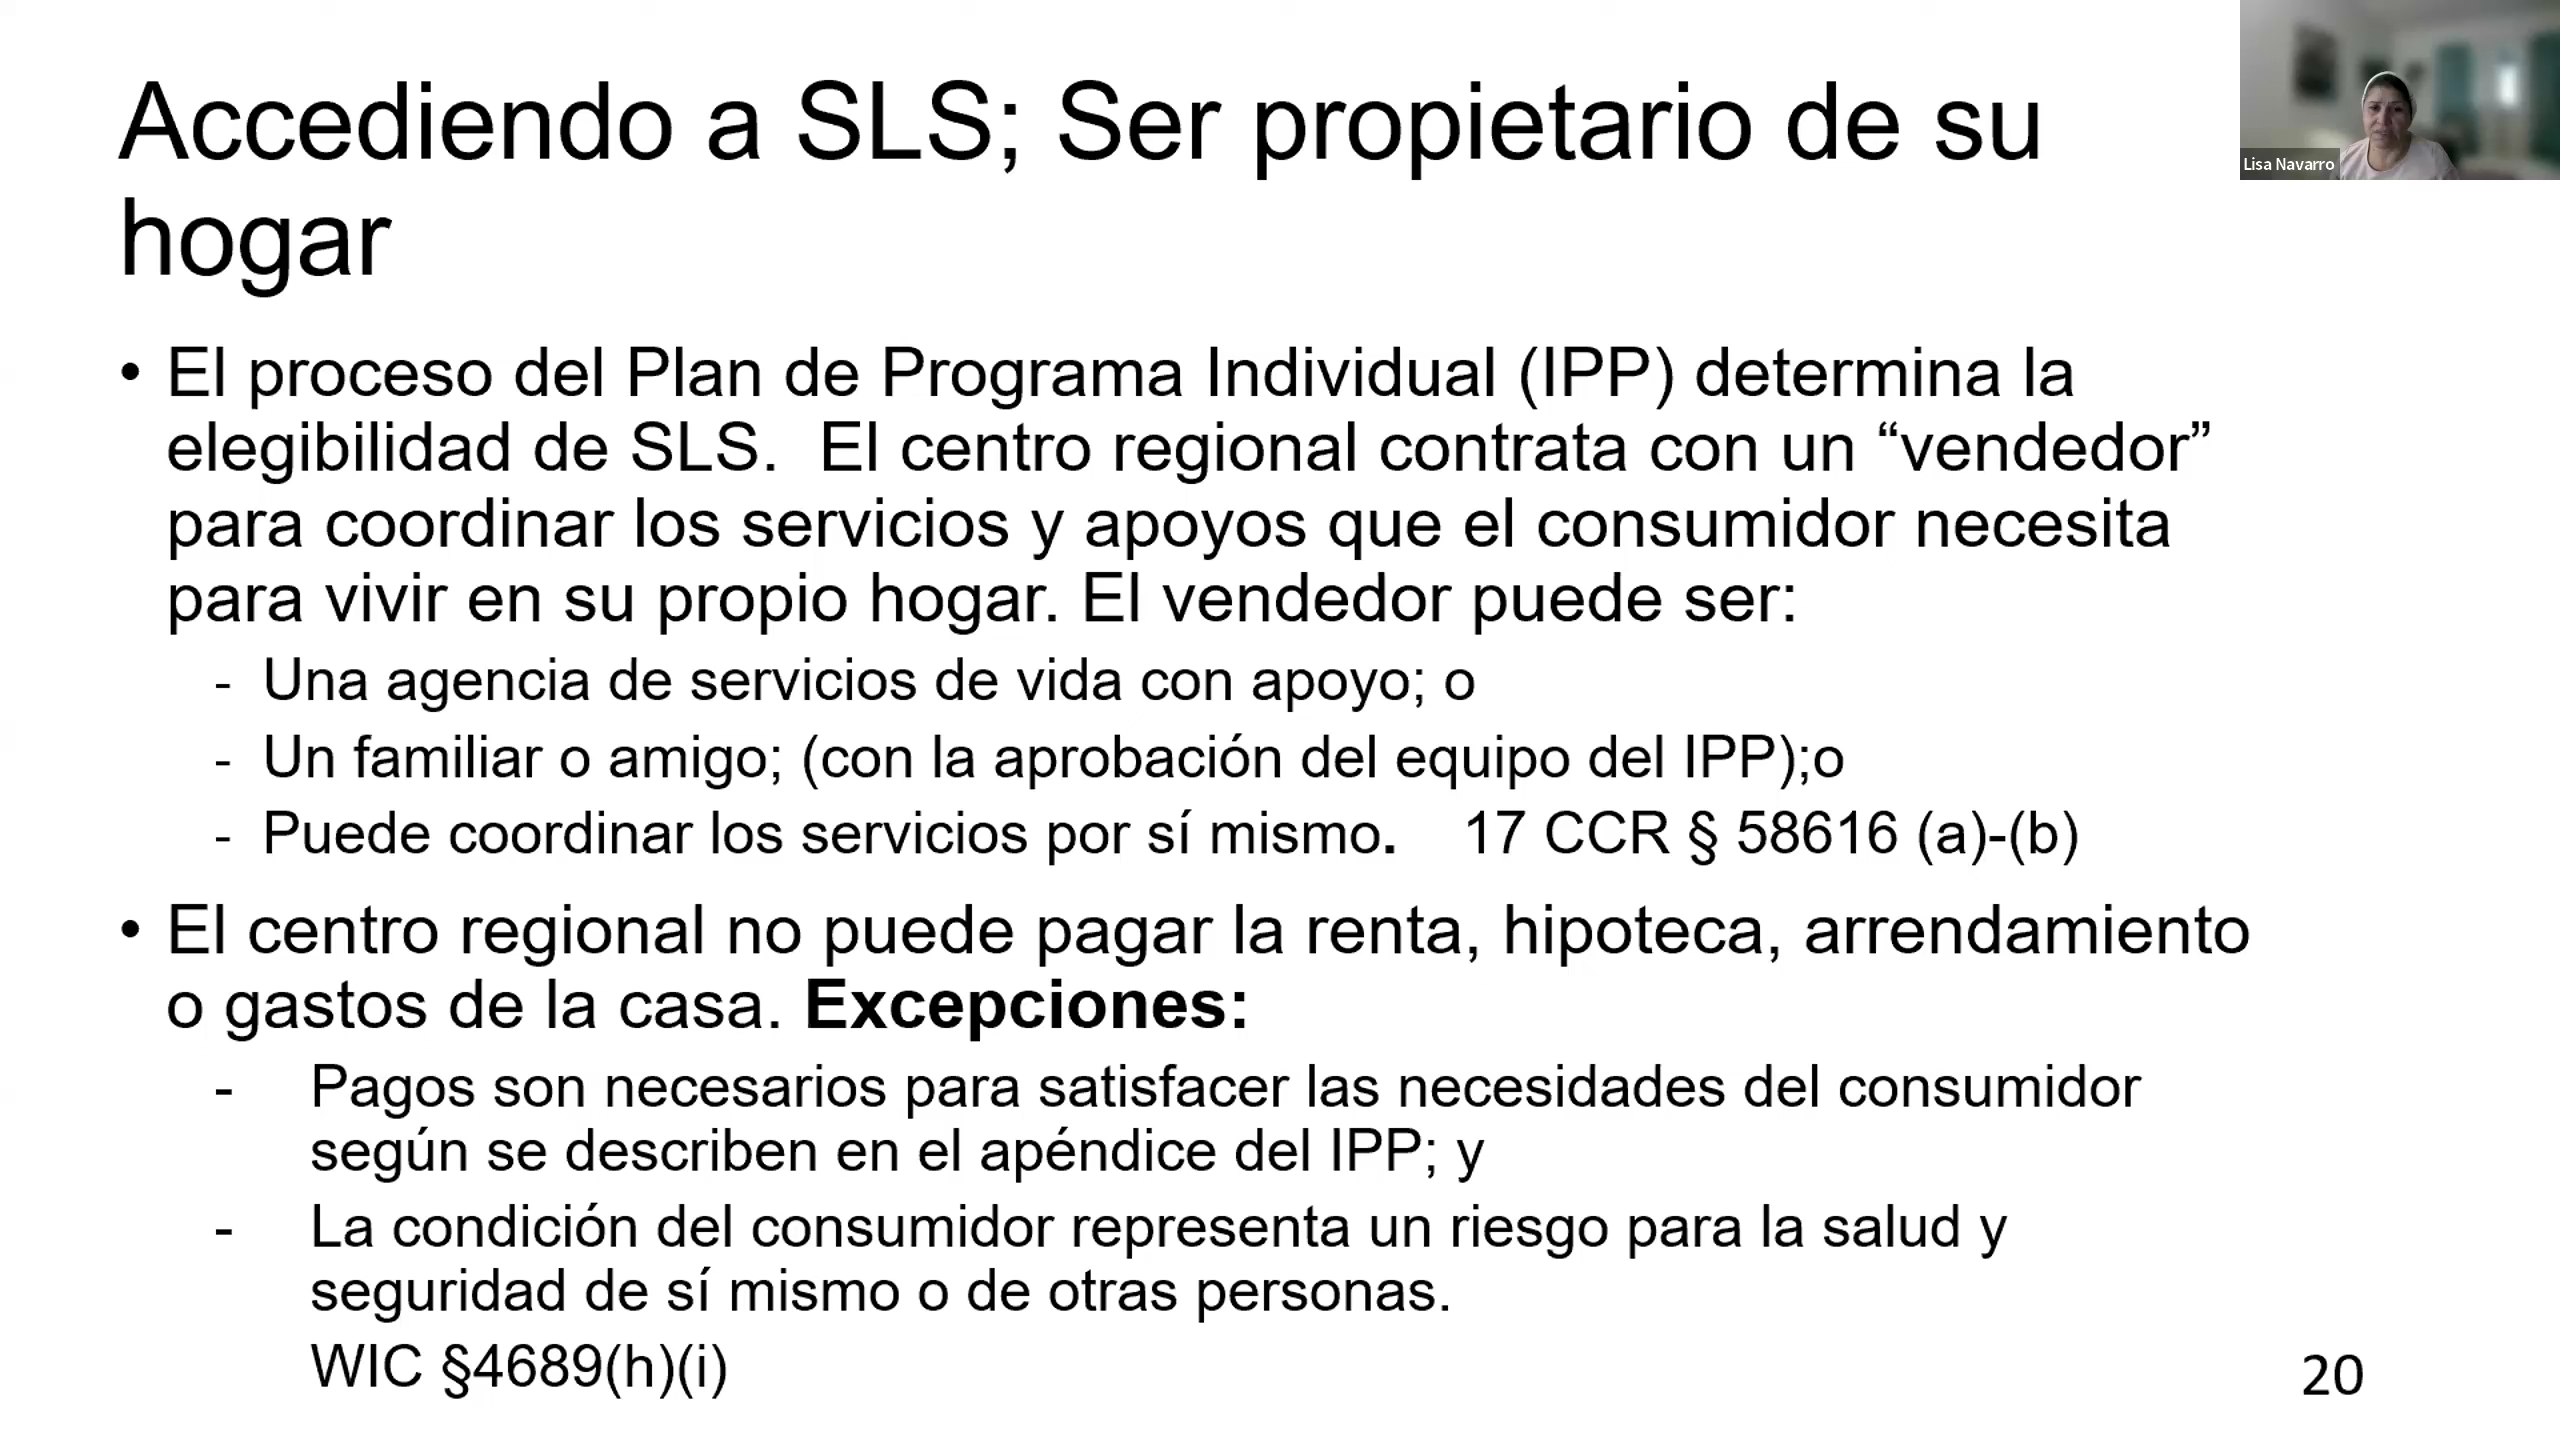 Accediendo a SLS; Ser propietario de su
hogar
Lisa Navarro
• El proceso del Plan de Programa Individual (IPP) determina la
elegibilidad de SLS.  El centro regional contrata con un “vendedor”
para coordinar los servicios y apoyos que el consumidor necesita
para vivir en su propio hogar. El vendedor puede ser:
- Una agencia de servicios de vida con apoyo; o
- Un familiar o amigo; (con la aprobación del equipo del IPP);o
- Puede coordinar los servicios por sí mismo. 17 CCR § 58616 (a)-(b)
• El centro regional no puede pagar la renta, hipoteca, arrendamiento
o gastos de la casa. Excepciones:
- Pagos son necesarios para satisfacer las necesidades del consumidor
según se describen en el apéndice del IPP; y
- La condición del consumidor representa un riesgo para la salud y
seguridad de sí mismo o de otras personas.
WIC §4689(h)(i)
20